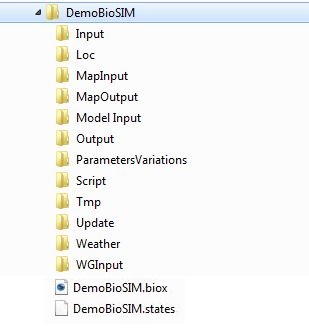 DemoBioSIM
Input
Loc
MapInput
MapOutput
Model Input
Output
ParametersVariations
Script
Tmp
Update
Weather
WGInput
DemoBioSIM.biox
DemoBioSIM.states